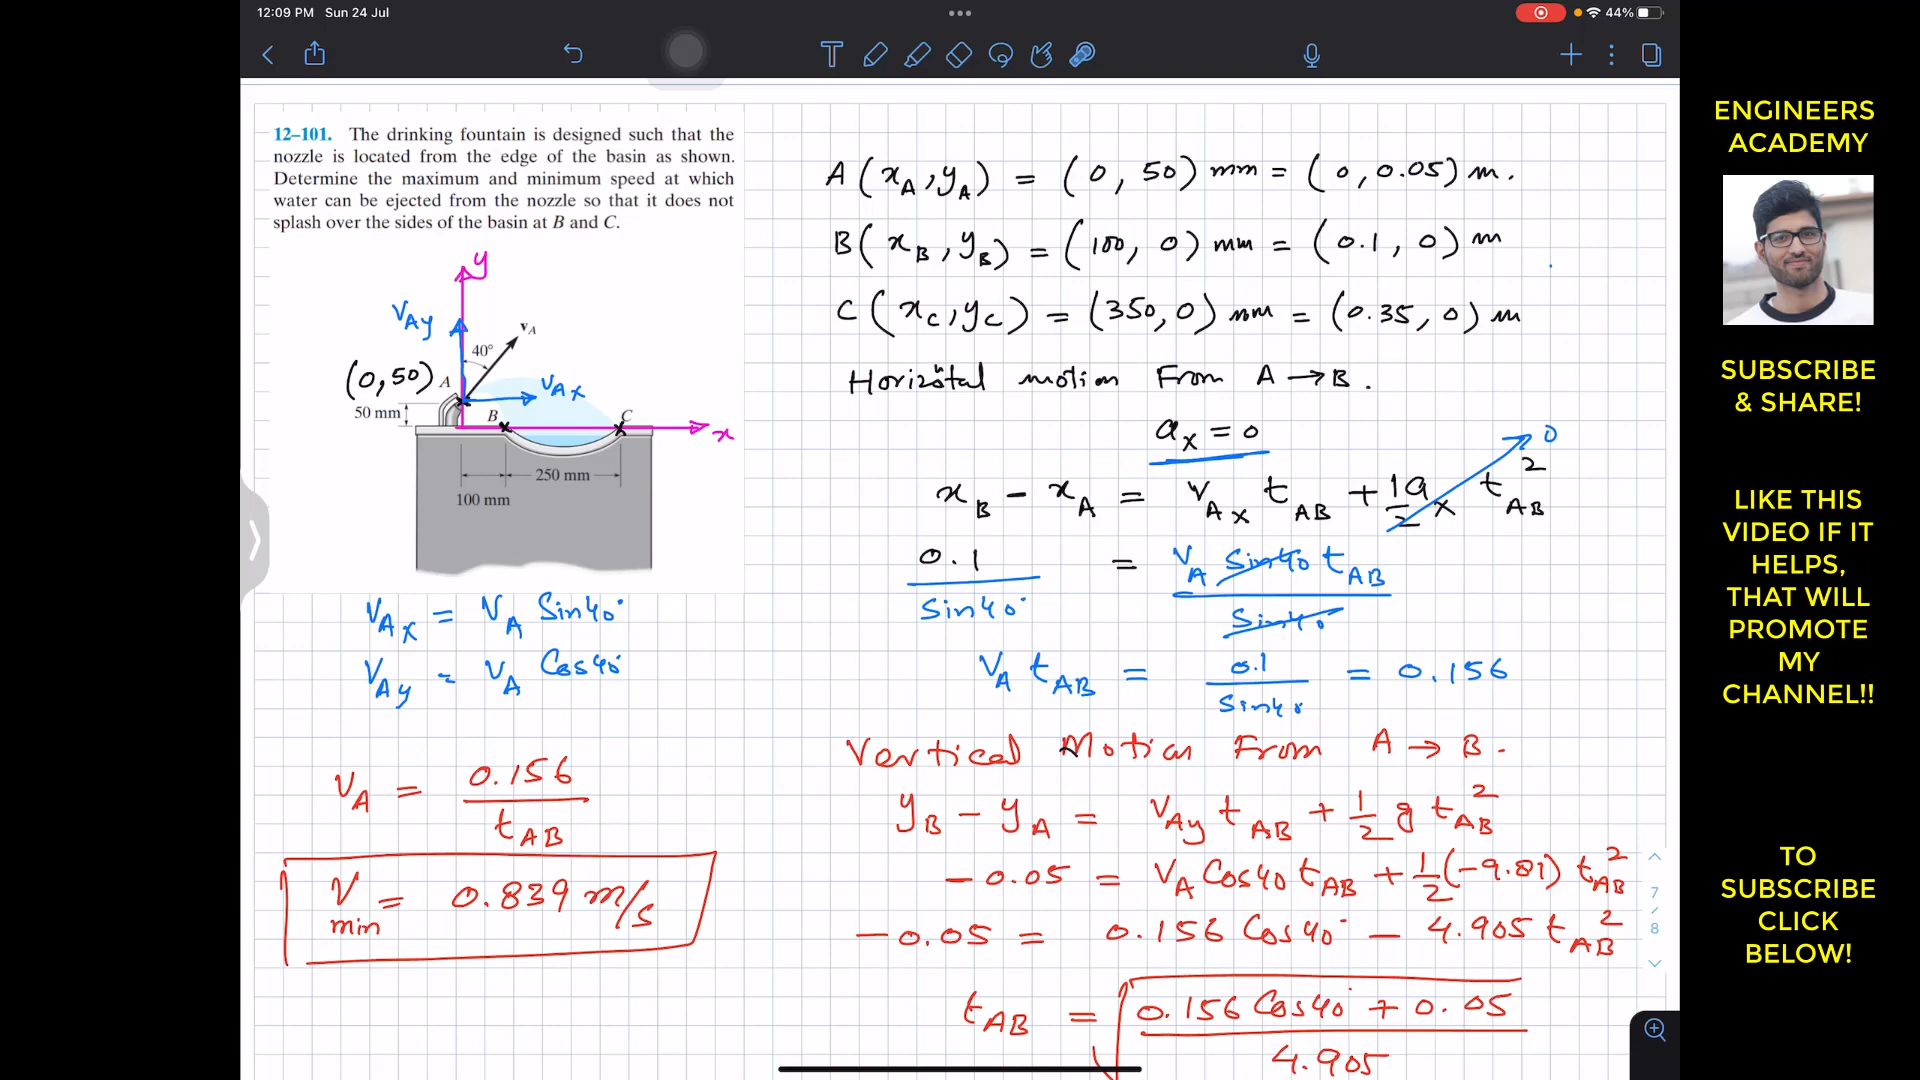 12:09 PM Sun 24 Jul
44%
12–101. The drinking fountain is designed such that the
nozzle is located from the edge of the basin as shown.
Determine the maximum and minimum speed at which
water can be ejected from the nozzle so that it does not
splash over the sides of the basin at B and C.
y
V_Ay
v_A
40°
(0,50) A
V_Ax
50 mm
B
C
x
250 mm
100 mm
V_Ax = V_A Sin40°
V_Ay = V_A Cos40°
V_A = 0.156 / t_AB
V_min = 0.839 m/s
A(x_A, y_A) = (0, 50) mm = (0, 0.05) m.
B(x_B, y_B) = (100, 0) mm = (0.1, 0) m
C(x_C, y_C) = (350, 0) mm = (0.35, 0) m
Horizontal motion From A → B.
a_x = 0
x_B - x_A = V_Ax t_AB + 1/2 a_x t_AB^2 0
0.1 / Sin40° = V_A Sin40 t_AB / Sin40°
V_A t_AB = 0.1 / Sin40 = 0.156
Vertical Motion From A → B.
y_B - y_A = V_Ay t_AB + 1/2 g t_AB^2
-0.05 = V_A Cos40 t_AB + 1/2 (-9.81) t_AB^2
-0.05 = 0.156 Cos40° - 4.905 t_AB^2
t_AB = √(0.156 Cos40° + 0.05 / 4.905)
7/8
ENGINEERS
ACADEMY
SUBSCRIBE
& SHARE!
LIKE THIS
VIDEO IF IT
HELPS,
THAT WILL
PROMOTE
MY
CHANNEL!!
TO
SUBSCRIBE
CLICK
BELOW!